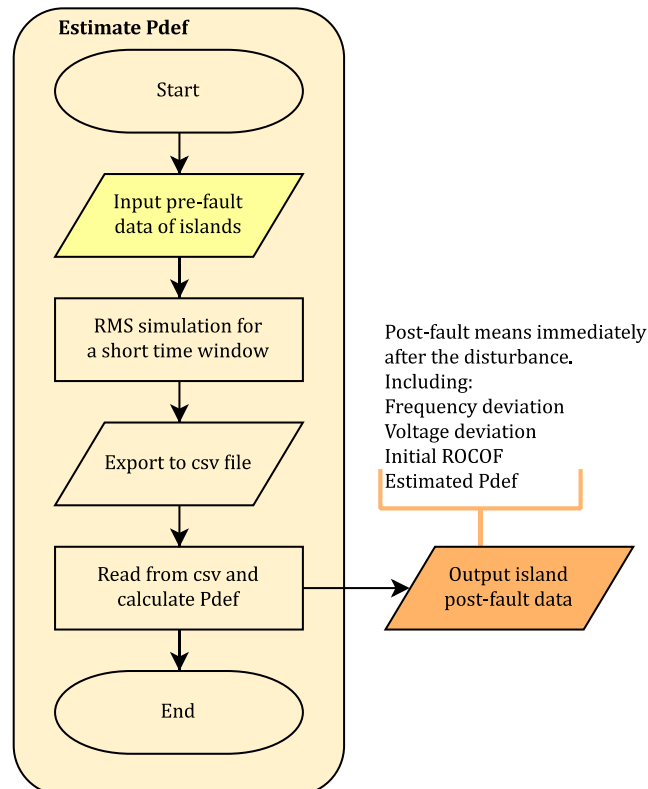 Estimate Pdef
Start
Input pre-fault
data of islands
RMS simulation for
a short time window
Export to csv file
Read from csv and
calculate Pdef
End
Post-fault means immediately
after the disturbance.
Including:
Frequency deviation
Voltage deviation
Initial ROCOF
Estimated Pdef
Output island
post-fault data